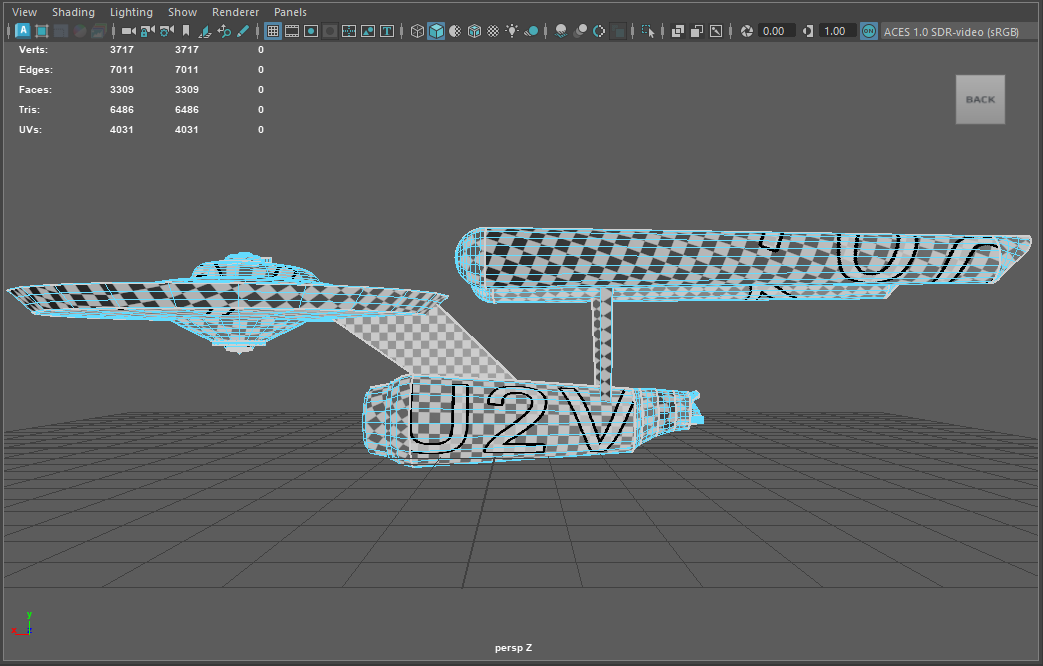 View Shading Lighting Show Renderer Panels
A T 0.00 1.00 ON ACES 1.0 SDR-video (sRGB)
Verts: 3717 3717 0
Edges: 7011 7011 0
Faces: 3309 3309 0
Tris: 6486 6486 0
UVs: 4031 4031 0
BACK
U2V
y
x z
persp Z